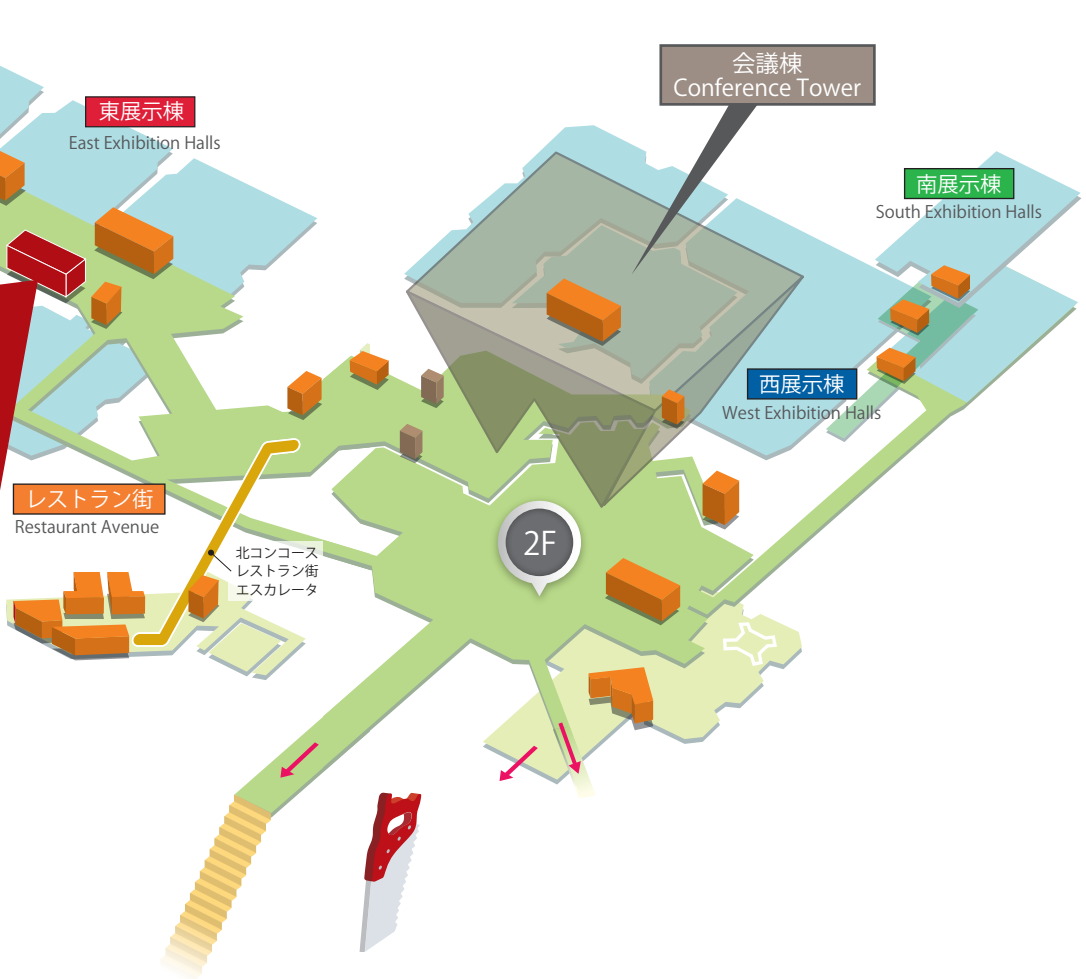 会議棟
Conference Tower
東展示棟
East Exhibition Halls
南展示棟
South Exhibition Halls
西展示棟
West Exhibition Halls
レストラン街
Restaurant Avenue
2F
北コンコース
レストラン街
エスカレータ